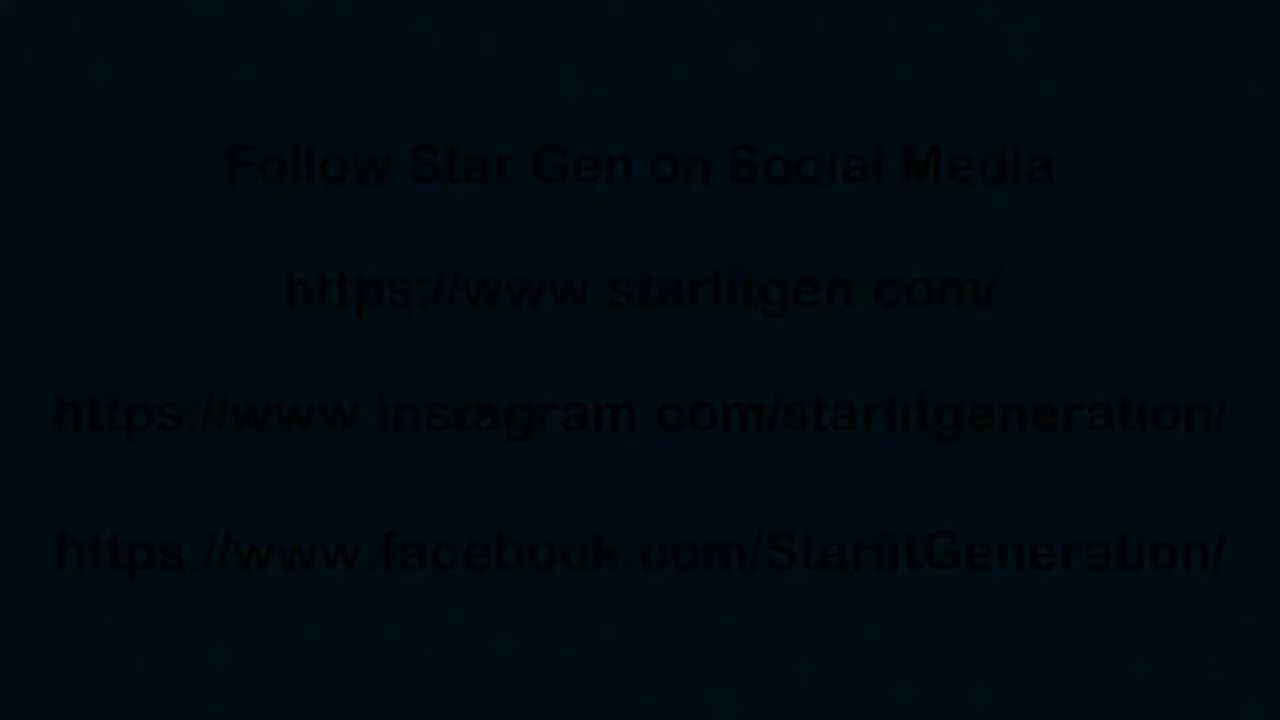 Follow Star Gen on Social Media
https://www.starlitgen.com/
https://www.instagram.com/starlitgeneration/
https://www.facebook.com/StarlitGeneration/